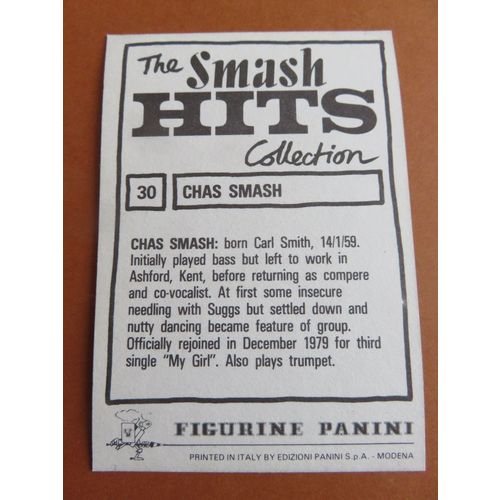 The Smash
HITS
Collection
30 CHAS SMASH
CHAS SMASH: born Carl Smith, 14/1/59.
Initially played bass but left to work in
Ashford, Kent, before returning as compere
and co-vocalist. At first some insecure
needling with Suggs but settled down and
nutty dancing became feature of group.
Officially rejoined in December 1979 for third
single "My Girl". Also plays trumpet.
FIGURINE PANINI
PRINTED IN ITALY BY EDIZIONI PANINI S.p.A. - MODENA